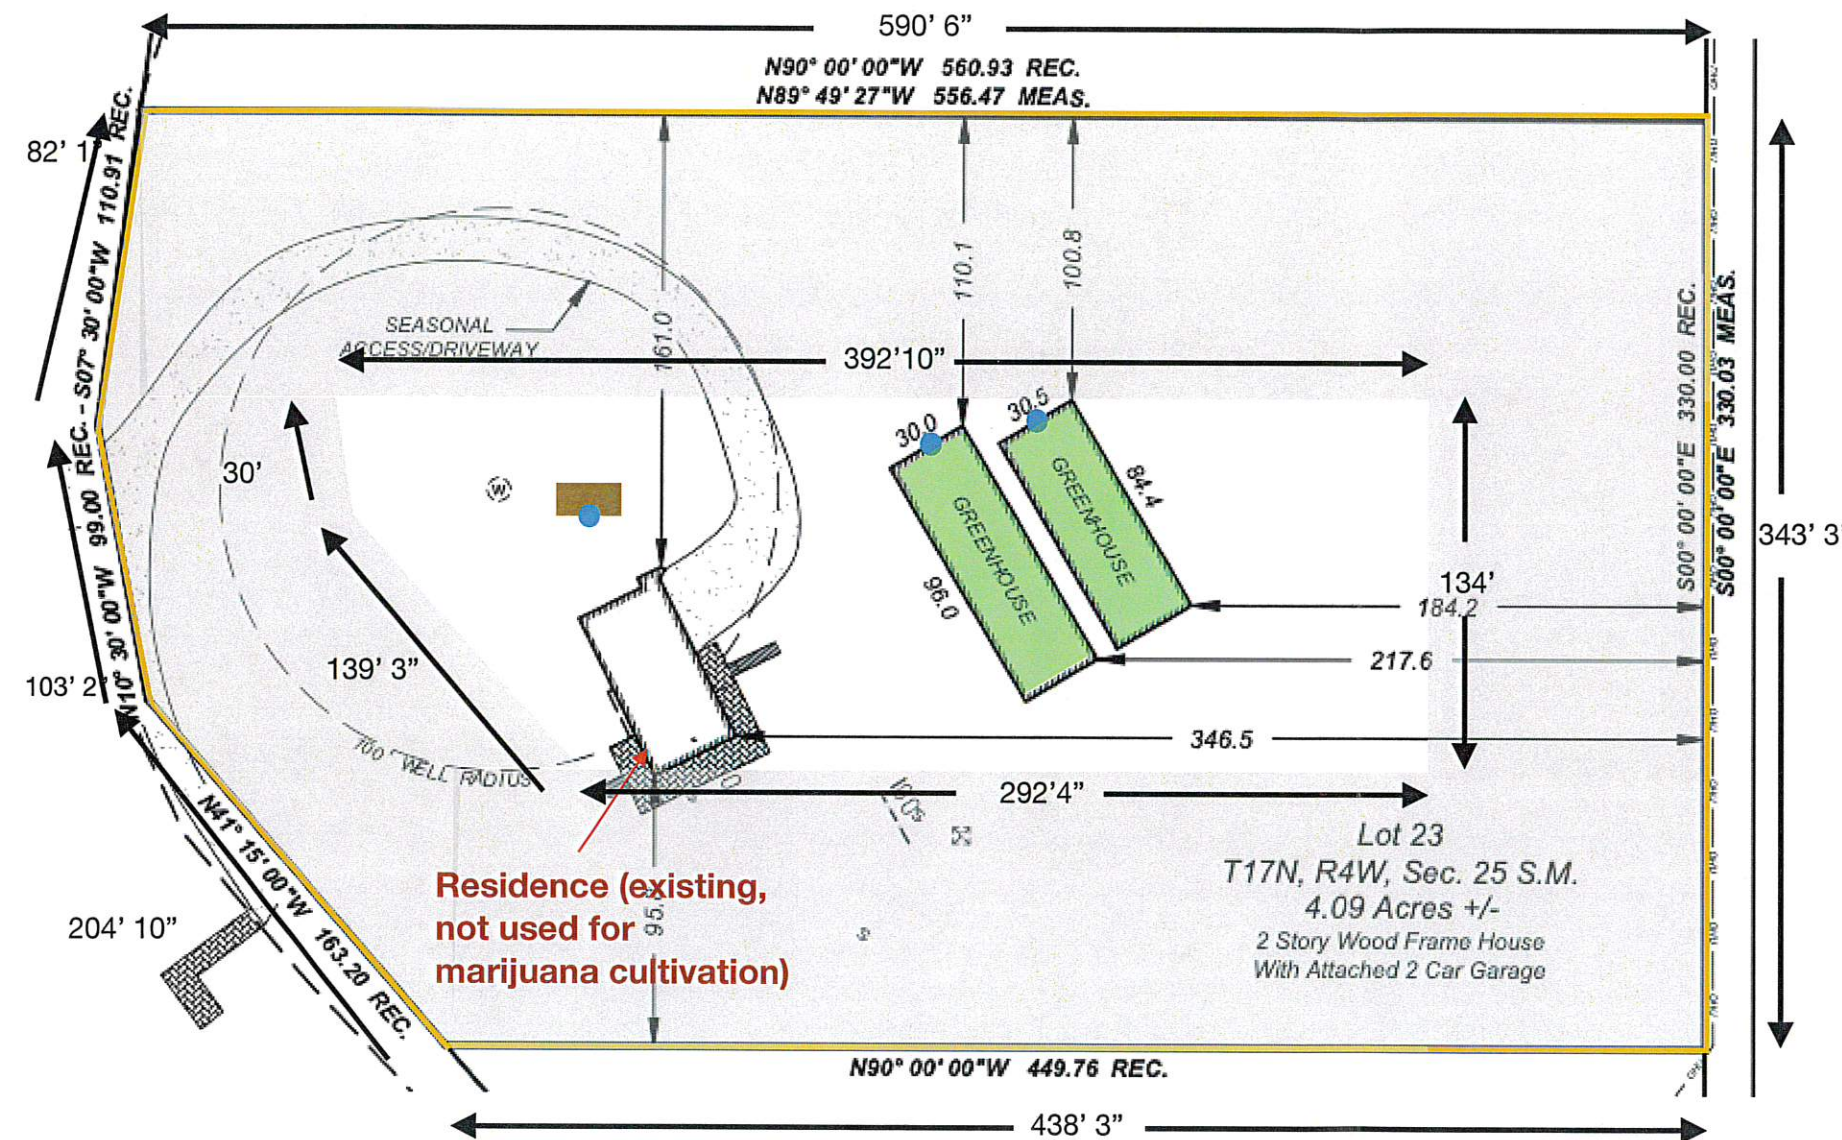 590' 6"
N90° 00' 00"W 560.93 REC.
N89° 49' 27"W 556.47 MEAS.
82' 1"
S07° 30' 00"W 110.91 REC.
110.1
100.8
161.0
SEASONAL
ACCESS/DRIVEWAY
392'10"
S00° 00' 00"E 330.00 REC.
S00° 00' 00"E 330.03 MEAS.
30.0
30.5
30'
W
GREENHOUSE
GREENHOUSE
84.4
96.0
343' 3"
134'
184.2
N10° 30' 00"W 99.00 REC.
103' 2"
139' 3"
217.6
346.5
100' WELL RADIUS
292'4"
N41° 15' 00"W 163.20 REC.
204' 10"
Residence (existing,
not used for
marijuana cultivation)
Lot 23
T17N, R4W, Sec. 25 S.M.
4.09 Acres +/-
2 Story Wood Frame House
With Attached 2 Car Garage
N90° 00' 00"W 449.76 REC.
438' 3"